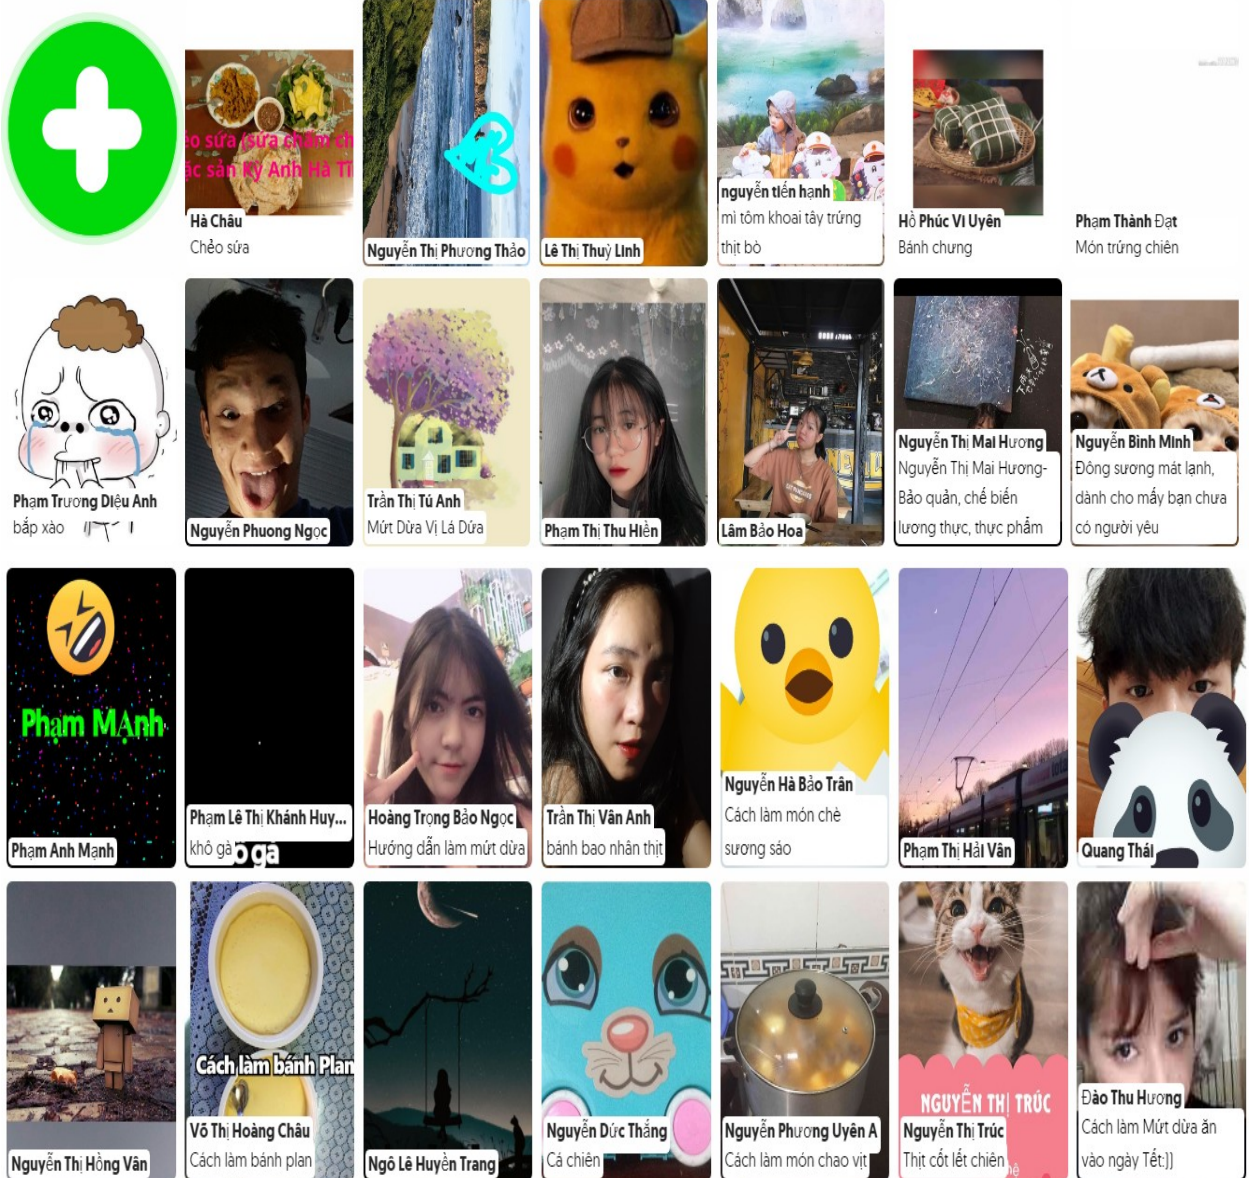 ẻo sứa (sứa chấm ch
ặc sản Kỳ Anh Hà Tĩ
Hà Châu
Chẻo sứa
Nguyễn Thị Phương Thảo
Lê Thị Thuỳ Linh
nguyễn tiến hạnh
mì tôm khoai tây trứng
thịt bò
Hồ Phúc Vi Uyên
Bánh chưng
Phạm Thành Đạt
Món trứng chiên
Phạm Trương Diệu Anh
bắp xào
Nguyễn Phuong Ngọc
Trần Thị Tú Anh
Mứt Dừa Vị Lá Dứa
Phạm Thị Thu Hiền
Lâm Bảo Hoa
Nguyễn Thị Mai Hương
Nguyễn Thị Mai Hương-
Bảo quản, chế biến
lương thực, thực phẩm
Nguyễn Bình Minh
Đông sương mát lạnh,
dành cho mấy bạn chưa
có người yêu
Phạm MẠnh
Phạm Anh Mạnh
Phạm Lê Thị Khánh Huy...
khô gà
ô gà
Hoàng Trọng Bảo Ngọc
Hướng dẫn làm mứt dừa
Trần Thị Vân Anh
bánh bao nhân thịt
Nguyễn Hà Bảo Trân
Cách làm món chè
sương sáo
Phạm Thị Hải Vân
Quang Thái
Nguyễn Thị Hồng Vân
Cách làm bánh Plan
Võ Thị Hoàng Châu
Cách làm bánh plan
Ngô Lê Huyền Trang
Nguyễn Đức Thắng
Cá chiên
Nguyễn Phương Uyên A
Cách làm món chao vịt
NGUYỄN THỊ TRÚC
Nguyễn Thị Trúc
Thịt cốt lết chiên
Đào Thu Hương
Cách làm Mứt dừa ăn
vào ngày Tết:))